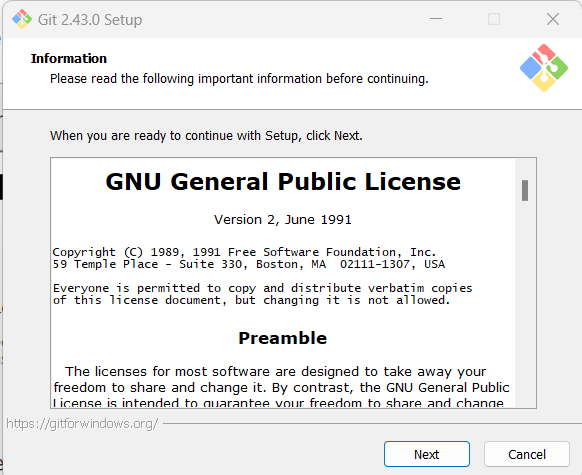 Git 2.43.0 Setup
Information
Please read the following important information before continuing.
When you are ready to continue with Setup, click Next.
GNU General Public License
Version 2, June 1991
Copyright (C) 1989, 1991 Free Software Foundation, Inc.
59 Temple Place - Suite 330, Boston, MA  02111-1307, USA
Everyone is permitted to copy and distribute verbatim copies
of this license document, but changing it is not allowed.
Preamble
The licenses for most software are designed to take away your
freedom to share and change it. By contrast, the GNU General Public
License is intended to guarantee your freedom to share and change
https://gitforwindows.org/
Next
Cancel